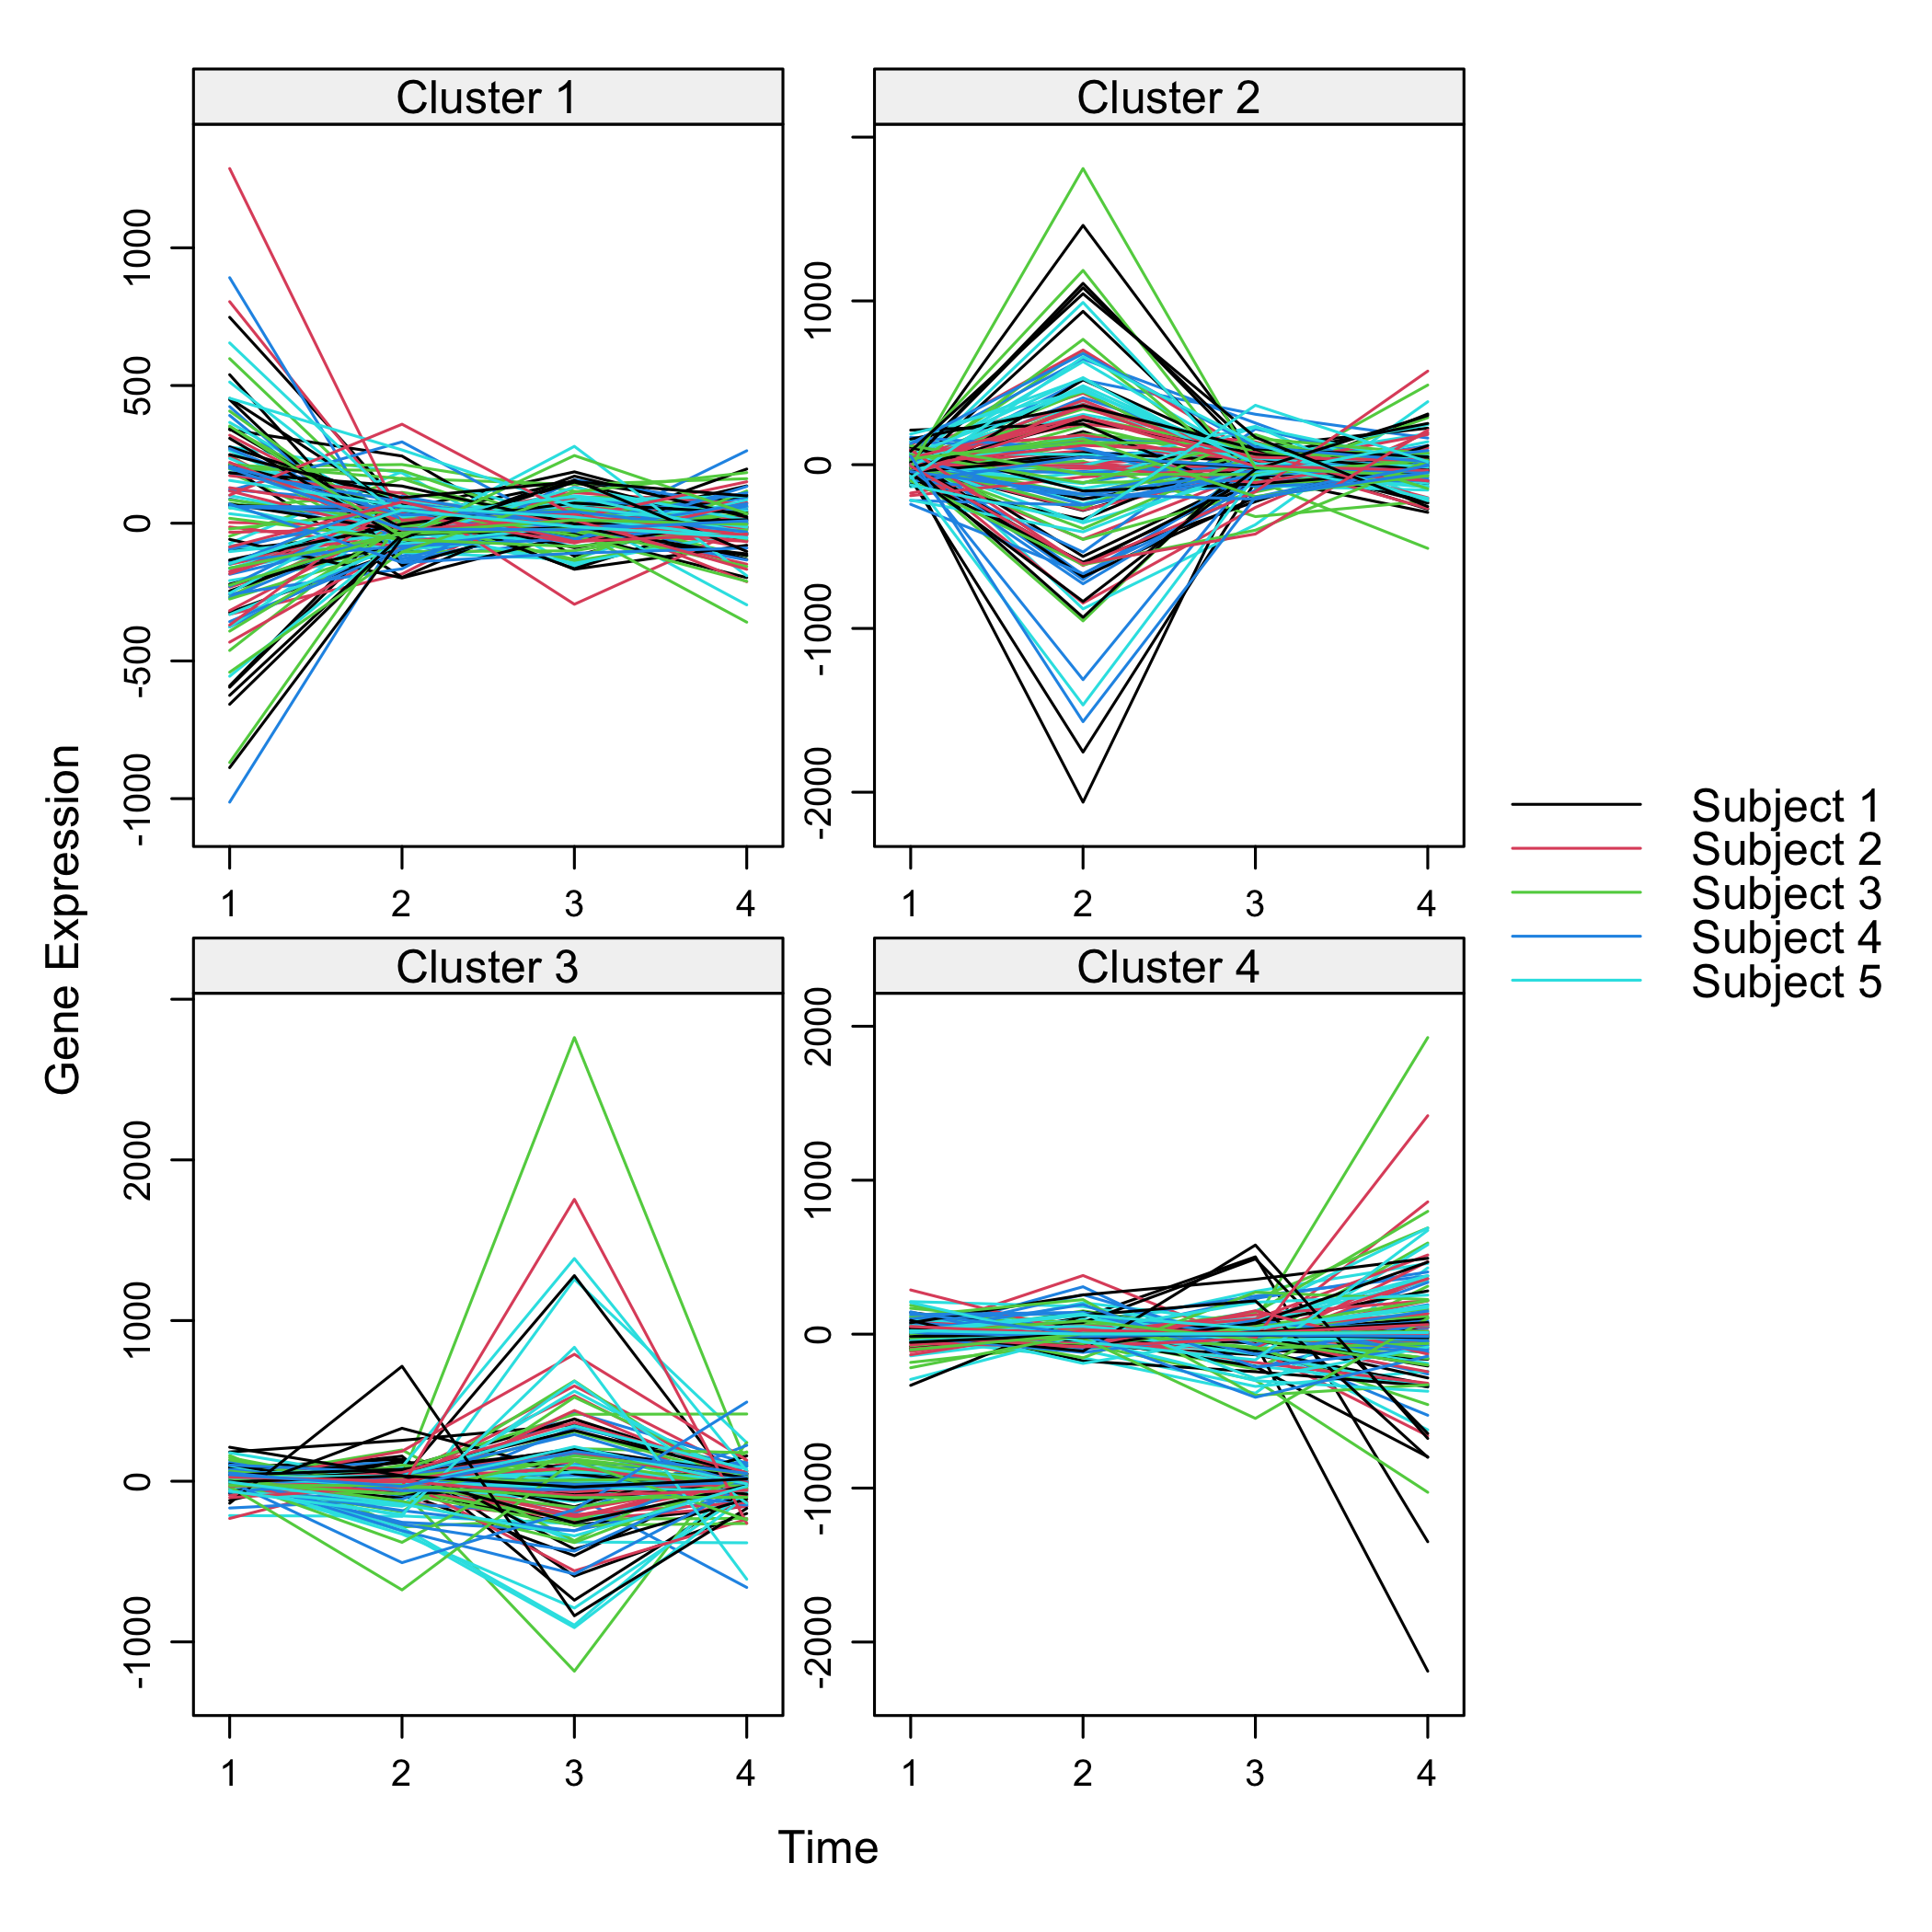 Cluster 1
Cluster 2
1000
500
0
-500
-1000
1000
0
-1000
-2000
1 2 3 4
1 2 3 4
Cluster 3
Cluster 4
2000
1000
0
-1000
2000
1000
0
-1000
-2000
1 2 3 4
1 2 3 4
Gene Expression
Time
Subject 1
Subject 2
Subject 3
Subject 4
Subject 5